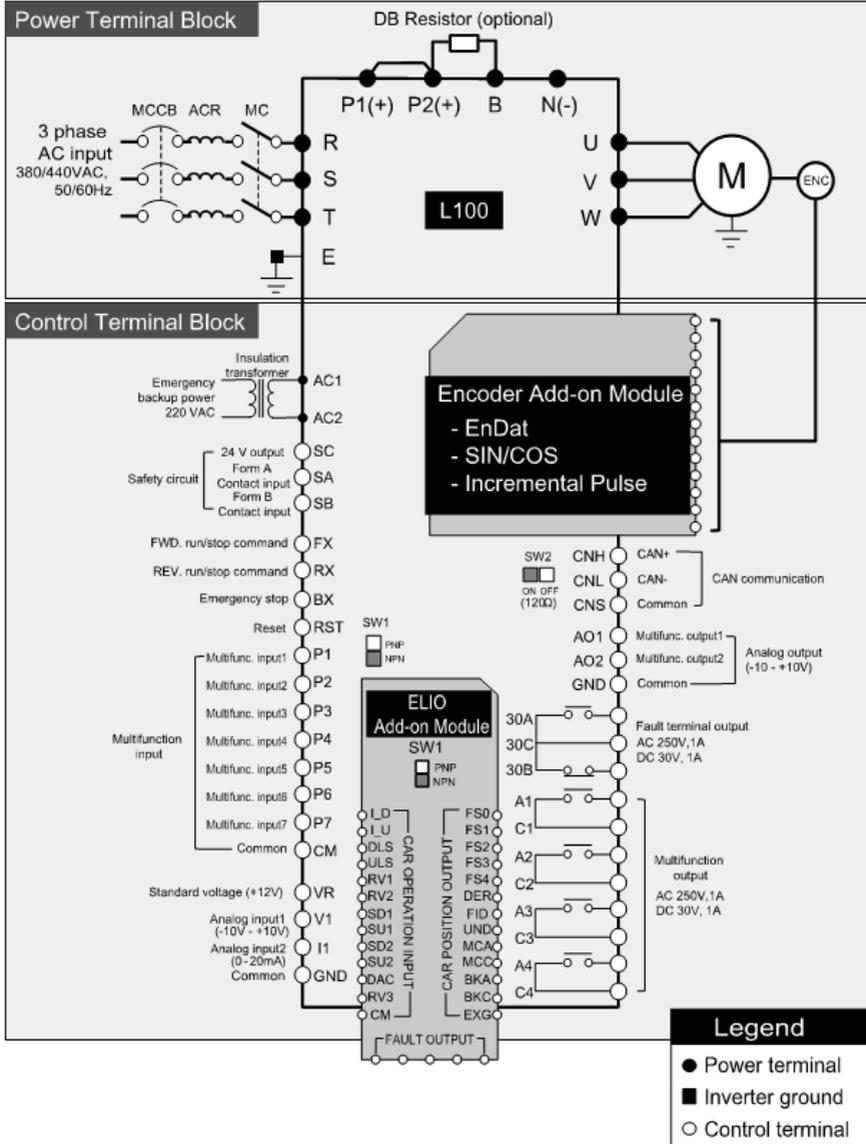 Power Terminal Block
DB Resistor (optional)
P1(+) P2(+) B N(-)
MCCB ACR MC
3 phase
AC input
380/440VAC,
50/60Hz
R
S
T
E
L100
U
V
W
M
ENC
Control Terminal Block
Insulation
transformer
Emergency
backup power
220 VAC
AC1
AC2
Safety circuit
24 V output SC
Form A
Contact input SA
Form B
Contact input SB
FWD. run/stop command FX
REV. run/stop command RX
Emergency stop BX
Reset RST
SW1
PNP
NPN
Multifunction
input
Multifunc. input1 P1
Multifunc. input2 P2
Multifunc. input3 P3
Multifunc. input4 P4
Multifunc. input5 P5
Multifunc. input6 P6
Multifunc. input7 P7
Common CM
Standard voltage (+12V) VR
Analog input1
(-10V - +10V) V1
Analog input2
(0-20mA) I1
Common GND
Encoder Add-on Module
- EnDat
- SIN/COS
- Incremental Pulse
SW2
ON OFF
(120Ω)
CNH CAN+
CNL CAN-
CNS Common
CAN communication
AO1 Multifunc. output1
AO2 Multifunc. output2
GND Common
Analog output
(-10 - +10V)
30A
30C
30B
Fault terminal output
AC 250V,1A
DC 30V, 1A
A1
C1
A2
C2
A3
C3
A4
C4
Multifunction
output
AC 250V,1A
DC 30V, 1A
ELIO
Add-on Module
SW1
PNP
NPN
I_D
I_U
DLS
ULS
RV1
RV2
SD1
SU1
SD2
SU2
DAC
RV3
CM
CAR OPERATION INPUT
CAR POSITION OUTPUT
FS0
FS1
FS2
FS3
FS4
DER
FID
UND
MCA
MCC
BKA
BKC
EXG
FAULT OUTPUT
Legend
Power terminal
Inverter ground
Control terminal